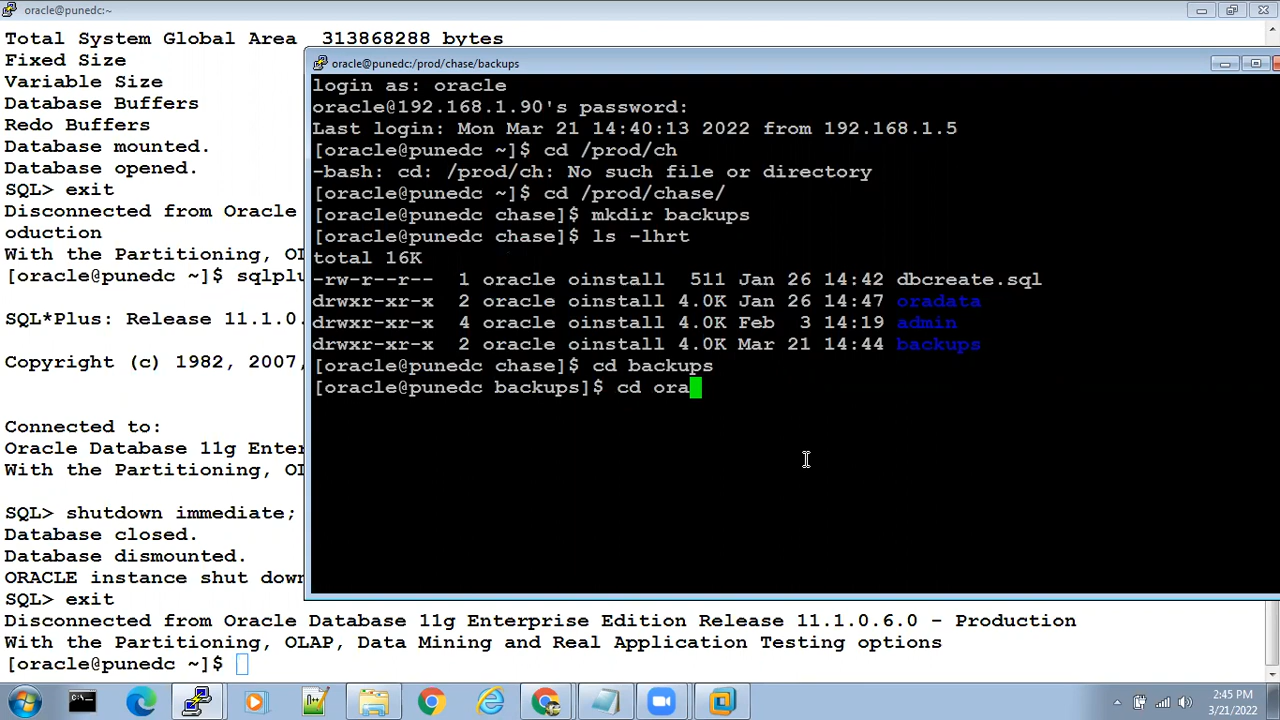 oracle@punedc:~
Total System Global Area  313868288 bytes
Fixed Size
Variable Size
Database Buffers
Redo Buffers
Database mounted.
Database opened.
SQL> exit
Disconnected from Oracle
oduction
With the Partitioning, OL
[oracle@punedc ~]$ sqlplu
SQL*Plus: Release 11.1.0.
Copyright (c) 1982, 2007,
Connected to:
Oracle Database 11g Enter
With the Partitioning, OL
SQL> shutdown immediate;
Database closed.
Database dismounted.
ORACLE instance shut down
SQL> exit
Disconnected from Oracle Database 11g Enterprise Edition Release 11.1.0.6.0 - Production
With the Partitioning, OLAP, Data Mining and Real Application Testing options
[oracle@punedc ~]$
oracle@punedc:/prod/chase/backups
login as: oracle
oracle@192.168.1.90's password:
Last login: Mon Mar 21 14:40:13 2022 from 192.168.1.5
[oracle@punedc ~]$ cd /prod/ch
-bash: cd: /prod/ch: No such file or directory
[oracle@punedc ~]$ cd /prod/chase/
[oracle@punedc chase]$ mkdir backups
[oracle@punedc chase]$ ls -lhrt
total 16K
-rw-r--r--  1 oracle oinstall  511 Jan 26 14:42 dbcreate.sql
drwxr-xr-x  2 oracle oinstall 4.0K Jan 26 14:47 oradata
drwxr-xr-x  4 oracle oinstall 4.0K Feb  3 14:19 admin
drwxr-xr-x  2 oracle oinstall 4.0K Mar 21 14:44 backups
[oracle@punedc chase]$ cd backups
[oracle@punedc backups]$ cd ora
2:45 PM
3/21/2022